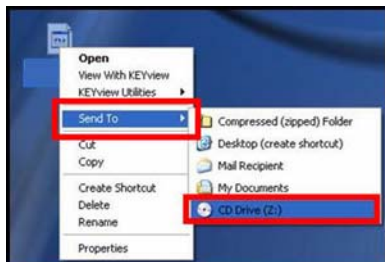 Open
View With KEYview
KEYview Utilities
Send To
Cut
Copy
Create Shortcut
Delete
Rename
Properties
Compressed (zipped) Folder
Desktop (create shortcut)
Mail Recipient
My Documents
CD Drive (Z:)